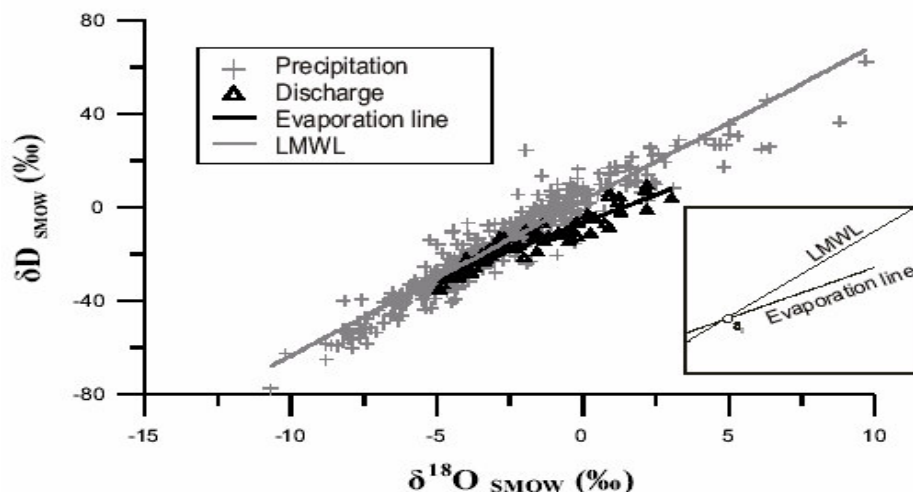 80
40
0
-40
-80
δD SMOW (‰)
Precipitation
Discharge
Evaporation line
LMWL
LMWL
Evaporation line
a
-15
-10
-5
0
5
10
δ¹⁸O SMOW (‰)